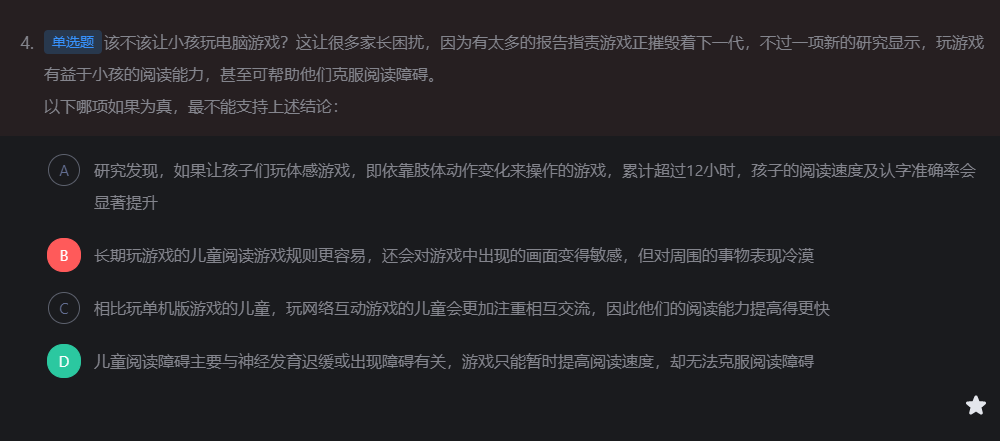 4. 单选题 该不该让小孩玩电脑游戏？这让很多家长困扰，因为有太多的报告指责游戏正摧毁着下一代，不过一项新的研究显示，玩游戏
有益于小孩的阅读能力，甚至可帮助他们克服阅读障碍。
以下哪项如果为真，最不能支持上述结论：
A 研究发现，如果让孩子们玩体感游戏，即依靠肢体动作变化来操作的游戏，累计超过12小时，孩子的阅读速度及认字准确率会
显著提升
B 长期玩游戏的儿童阅读游戏规则更容易，还会对游戏中出现的画面变得敏感，但对周围的事物表现冷漠
C 相比玩单机版游戏的儿童，玩网络互动游戏的儿童会更加注重相互交流，因此他们的阅读能力提高得更快
D 儿童阅读障碍主要与神经发育迟缓或出现障碍有关，游戏只能暂时提高阅读速度，却无法克服阅读障碍